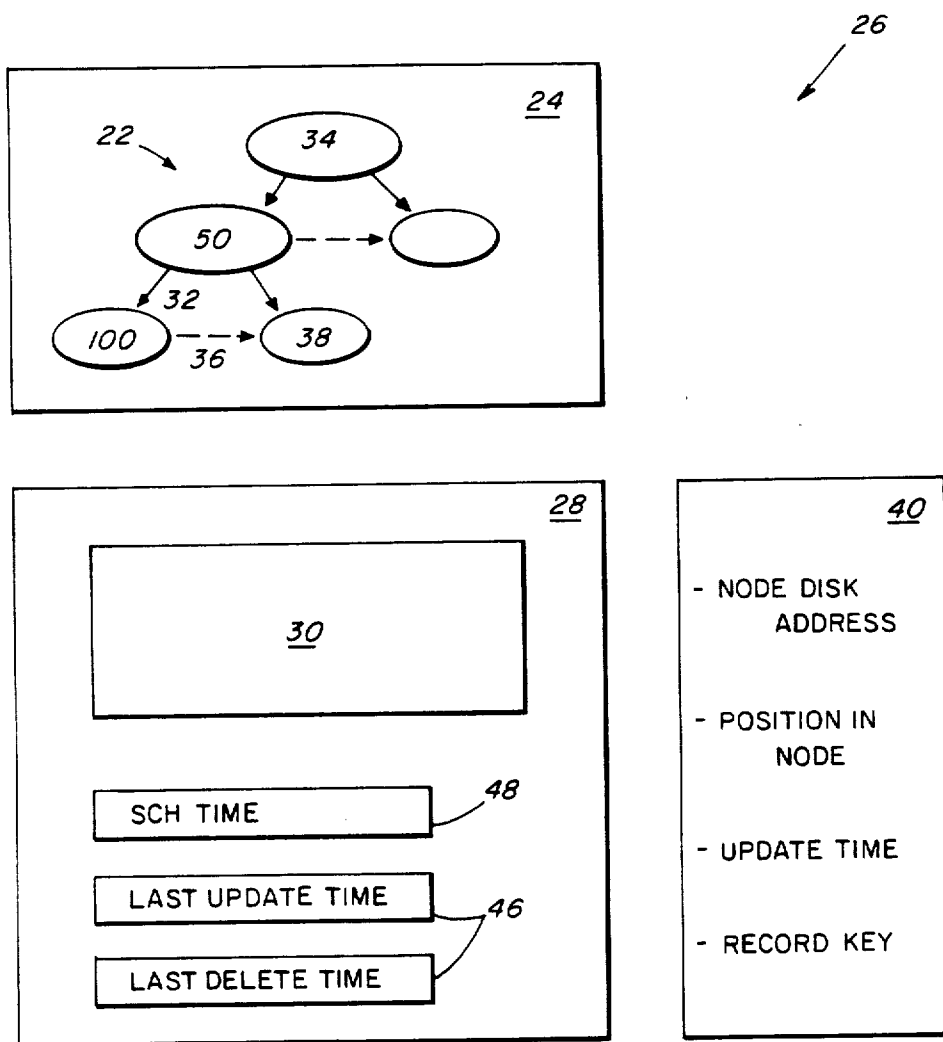 26
24
34
22
50
32
100
38
36
28
40
- NODE DISK
ADDRESS
30
- POSITION IN
NODE
SCH TIME
48
- UPDATE TIME
LAST UPDATE TIME
46
- RECORD KEY
LAST DELETE TIME